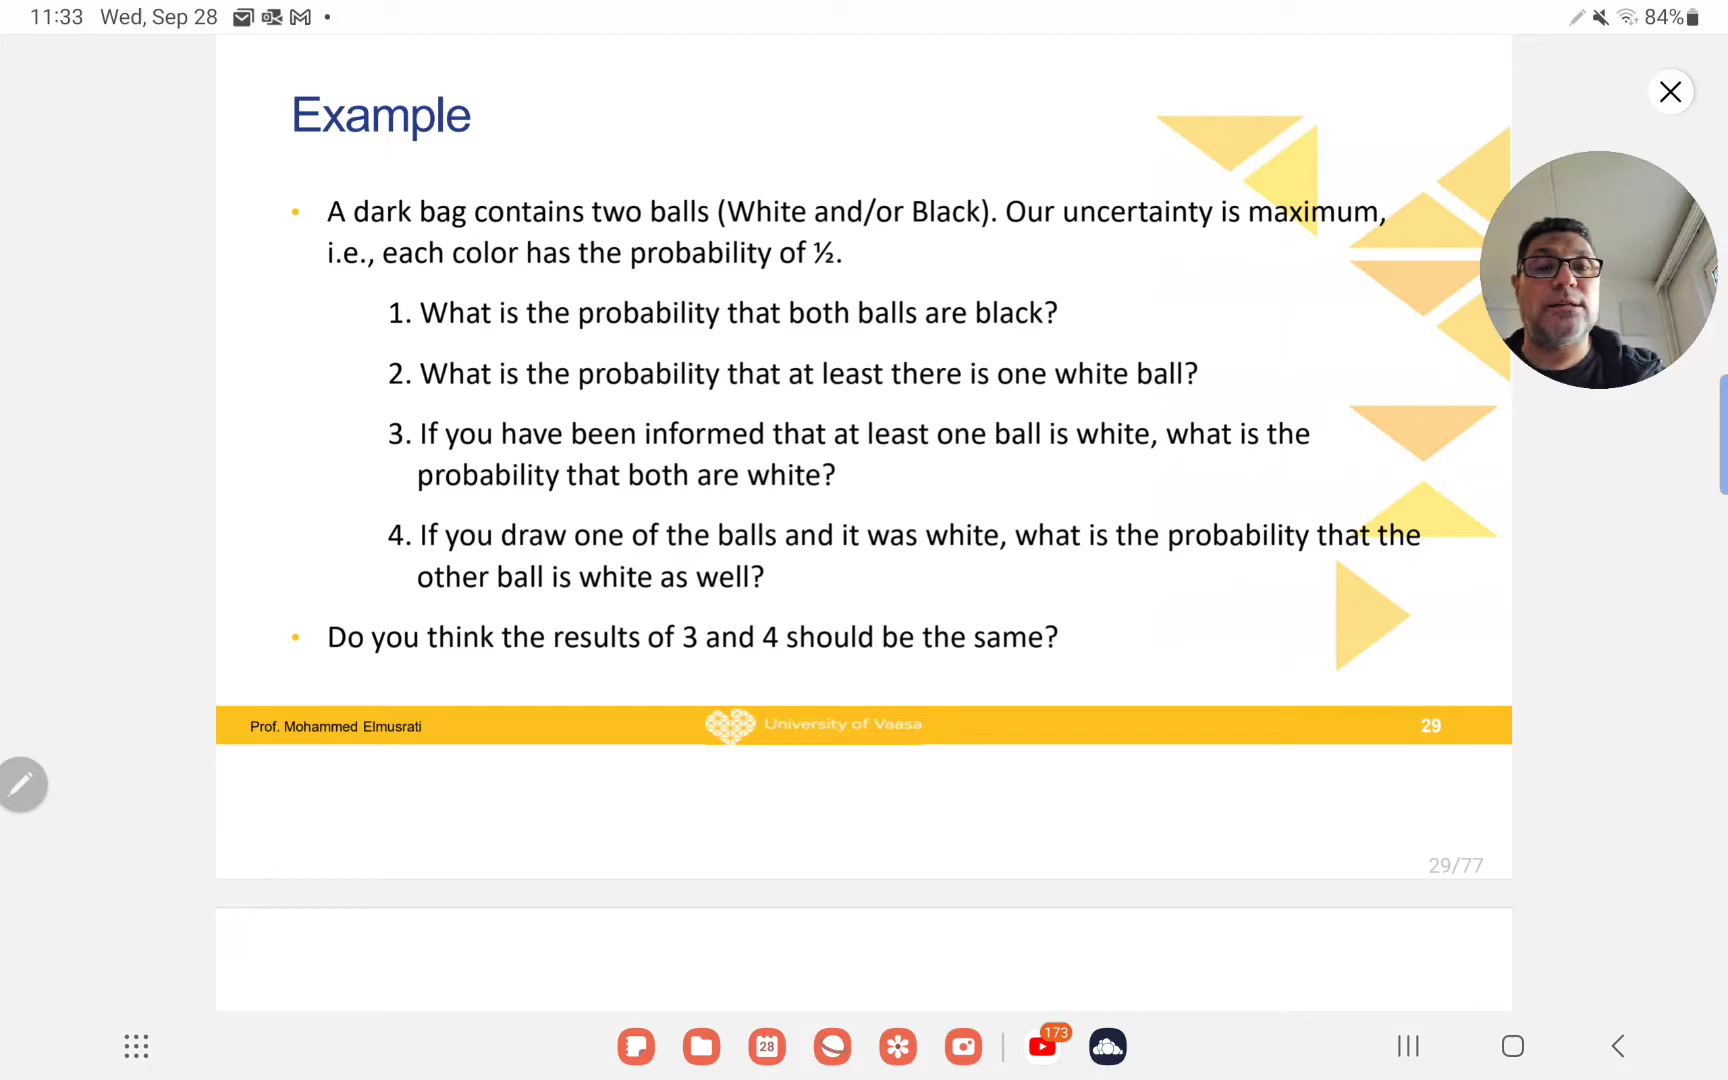 11:33 Wed, Sep 28
84%
Example
• A dark bag contains two balls (White and/or Black). Our uncertainty is maximum,
i.e., each color has the probability of ½.
1. What is the probability that both balls are black?
2. What is the probability that at least there is one white ball?
3. If you have been informed that at least one ball is white, what is the
probability that both are white?
4. If you draw one of the balls and it was white, what is the probability that the
other ball is white as well?
• Do you think the results of 3 and 4 should be the same?
Prof. Mohammed Elmusrati
University of Vaasa
29
29/77
28
173